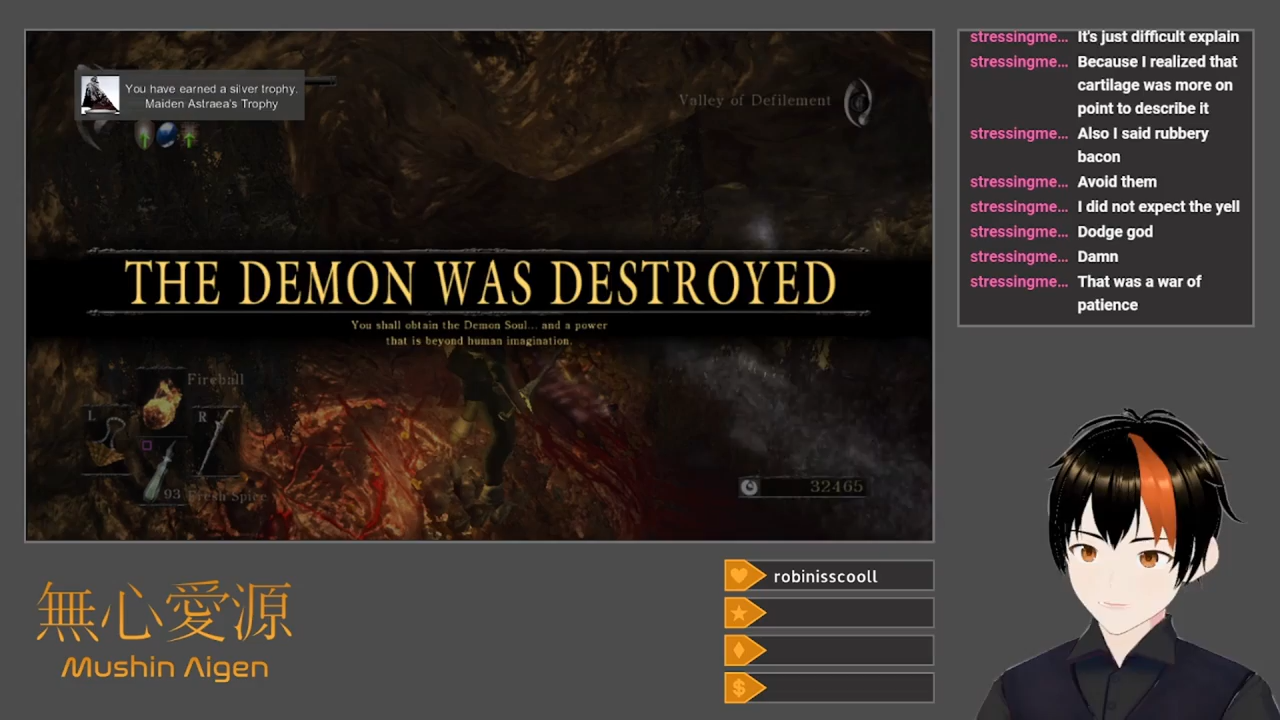 You have earned a silver trophy.
Maiden Astraea's Trophy
Valley of Defilement
THE DEMON WAS DESTROYED
You shall obtain the Demon Soul... and a power
that is beyond human imagination.
Fireball
L
R
93 Fresh Spice
32465
stressingme... It's just difficult explain
stressingme... Because I realized that
cartilage was more on
point to describe it
stressingme... Also I said rubbery
bacon
stressingme... Avoid them
stressingme... I did not expect the yell
stressingme... Dodge god
stressingme... Damn
stressingme... That was a war of
patience
robinisscooll
$
無心愛源
Mushin Aigen